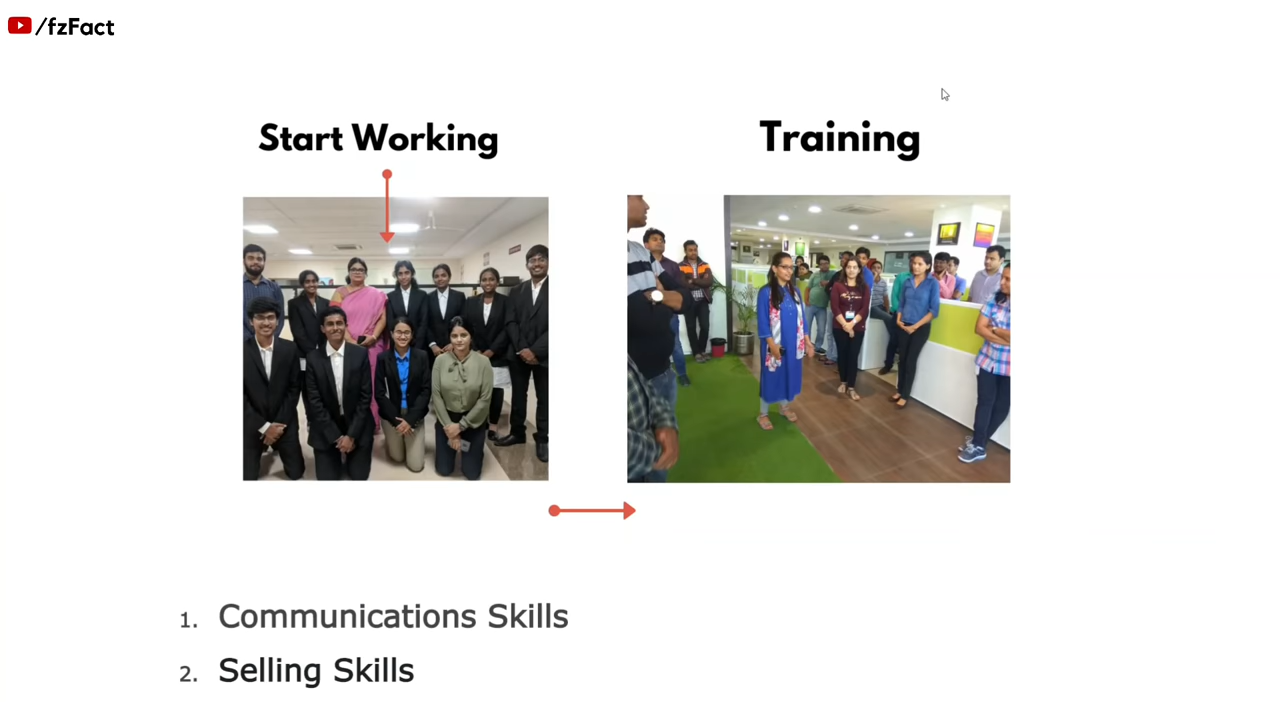 /fzFact
Start Working
Training
1. Communications Skills
2. Selling Skills